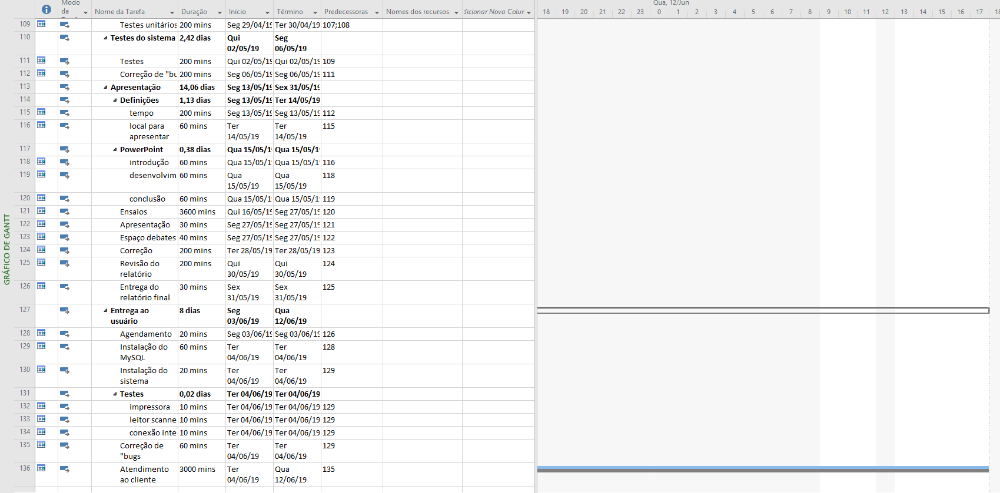 Modo da
Nome da Tarefa Duração Início Término Predecessoras Nomes dos recursos dicionar Nova Colur
Qua, 12/Jun
18 19 20 21 22 23 0 1 2 3 4 5 6 7 8 9 10 11 12 13 14 15 16 17 18
GRÁFICO DE GANTT
109 Testes unitários 200 mins Seg 29/04/19 Ter 30/04/19 107;108
110 Testes do sistema 2,42 dias Qui 02/05/19 Seg 06/05/19
111 Testes 200 mins Qui 02/05/19 Qui 02/05/19 109
112 Correção de "bu 200 mins Seg 06/05/19 Seg 06/05/19 111
113 Apresentação 14,06 dias Seg 13/05/19 Sex 31/05/19
114 Definições 1,13 dias Seg 13/05/19 Ter 14/05/19
115 tempo 200 mins Seg 13/05/19 Seg 13/05/19 112
116 local para apresentar 60 mins Ter 14/05/19 Ter 14/05/19 115
117 PowerPoint 0,38 dias Qua 15/05/1 Qua 15/05/1
118 introdução 60 mins Qua 15/05/1 Qua 15/05/1 116
119 desenvolvim 60 mins Qua 15/05/19 Qua 15/05/19 118
120 conclusão 60 mins Qua 15/05/1 Qua 15/05/1 119
121 Ensaios 3600 mins Qui 16/05/19 Seg 27/05/19 120
122 Apresentação 30 mins Seg 27/05/19 Seg 27/05/19 121
123 Espaço debates 40 mins Seg 27/05/19 Seg 27/05/19 122
124 Correção 200 mins Ter 28/05/19 Ter 28/05/19 123
125 Revisão do relatório 200 mins Qui 30/05/19 Qui 30/05/19 124
126 Entrega do relatório final 30 mins Sex 31/05/19 Sex 31/05/19 125
127 Entrega ao usuário 8 dias Seg 03/06/19 Qua 12/06/19
128 Agendamento 20 mins Seg 03/06/19 Seg 03/06/19 126
129 Instalação do MySQL 60 mins Ter 04/06/19 Ter 04/06/19 128
130 Instalação do sistema 20 mins Ter 04/06/19 Ter 04/06/19 129
131 Testes 0,02 dias Ter 04/06/19 Ter 04/06/19
132 impressora 10 mins Ter 04/06/19 Ter 04/06/19 129
133 leitor scanne 10 mins Ter 04/06/19 Ter 04/06/19 129
134 conexão inte 10 mins Ter 04/06/19 Ter 04/06/19 129
135 Correção de "bugs 60 mins Ter 04/06/19 Ter 04/06/19 129
136 Atendimento ao cliente 3000 mins Ter 04/06/19 Qua 12/06/19 135